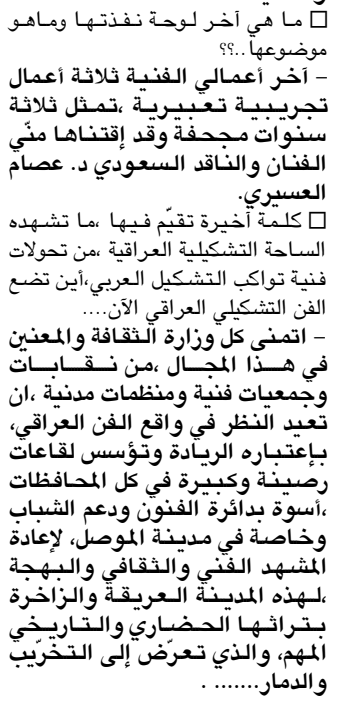 □ ما هي آخر لوحة نفذتها وماهو
موضوعها..؟؟
– آخر أعمالي الفنية ثلاثة أعمال
تجريبية تعبيرية ،تمثل ثلاثة
سنوات مجحفة وقد إقتناها منّي
الفنان والناقد السعودي د. عصام
العسيري.
□ كلمة أخيرة تقيّم فيها ،ما تشهده
الساحة التشكيلية العراقية ،من تحولات
فنية تواكب التشكيل العربي،أين تضع
الفن التشكيلي العراقي الآن....
– اتمنى كل وزارة الثقافة والمعنين
في هذا المجال ،من نقابات
وجمعيات فنية ومنظمات مدنية ،ان
تعيد النظر في واقع الفن العراقي،
بإعتباره الريادة وتؤسس لقاعات
رصينة وكبيرة في كل المحافظات
،أسوة بدائرة الفنون ودعم الشباب
وخاصة في مدينة الموصل، لإعادة
المشهد الفني والثقافي والبهجة
،لهذه المدينة العريقة والزاخرة
بتراثها الحضاري والتاريخي
المهم، والذي تعرّض إلى التخرّيب
والدمار....... .